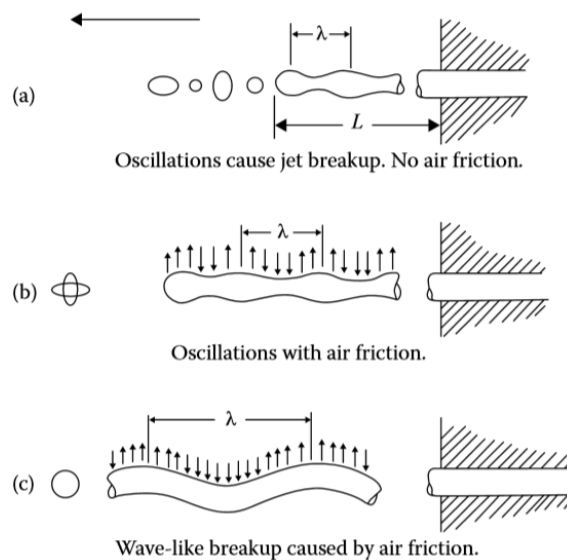 (a)
λ
L
Oscillations cause jet breakup. No air friction.
(b)
λ
Oscillations with air friction.
(c)
λ
Wave-like breakup caused by air friction.